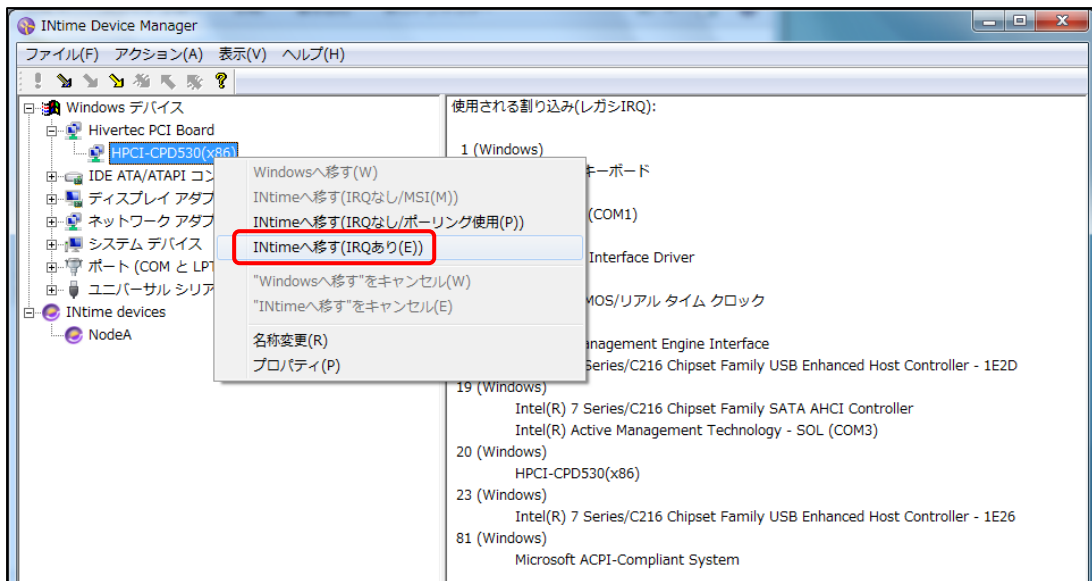 INtime Device Manager
ファイル(F) アクション(A) 表示(V) ヘルプ(H)
Windows デバイス
Hivertec PCI Board
HPCI-CPD530(x86)
IDE ATA/ATAPI コン
ディスプレイ アダプ
ネットワーク アダプ
システム デバイス
ポート (COM と LPT
ユニバーサル シリア
INtime devices
NodeA
Windowsへ移す(W)
INtimeへ移す(IRQなし/MSI(M))
INtimeへ移す(IRQなし/ポーリング使用(P))
INtimeへ移す(IRQあり(E))
"Windowsへ移す"をキャンセル(W)
"INtimeへ移す"をキャンセル(E)
名称変更(R)
プロパティ(P)
使用される割り込み(レガシIRQ):
1 (Windows)
キーボード
(COM1)
Interface Driver
MOS/リアル タイム クロック
anagement Engine Interface
Series/C216 Chipset Family USB Enhanced Host Controller - 1E2D
19 (Windows)
Intel(R) 7 Series/C216 Chipset Family SATA AHCI Controller
Intel(R) Active Management Technology - SOL (COM3)
20 (Windows)
HPCI-CPD530(x86)
23 (Windows)
Intel(R) 7 Series/C216 Chipset Family USB Enhanced Host Controller - 1E26
81 (Windows)
Microsoft ACPI-Compliant System